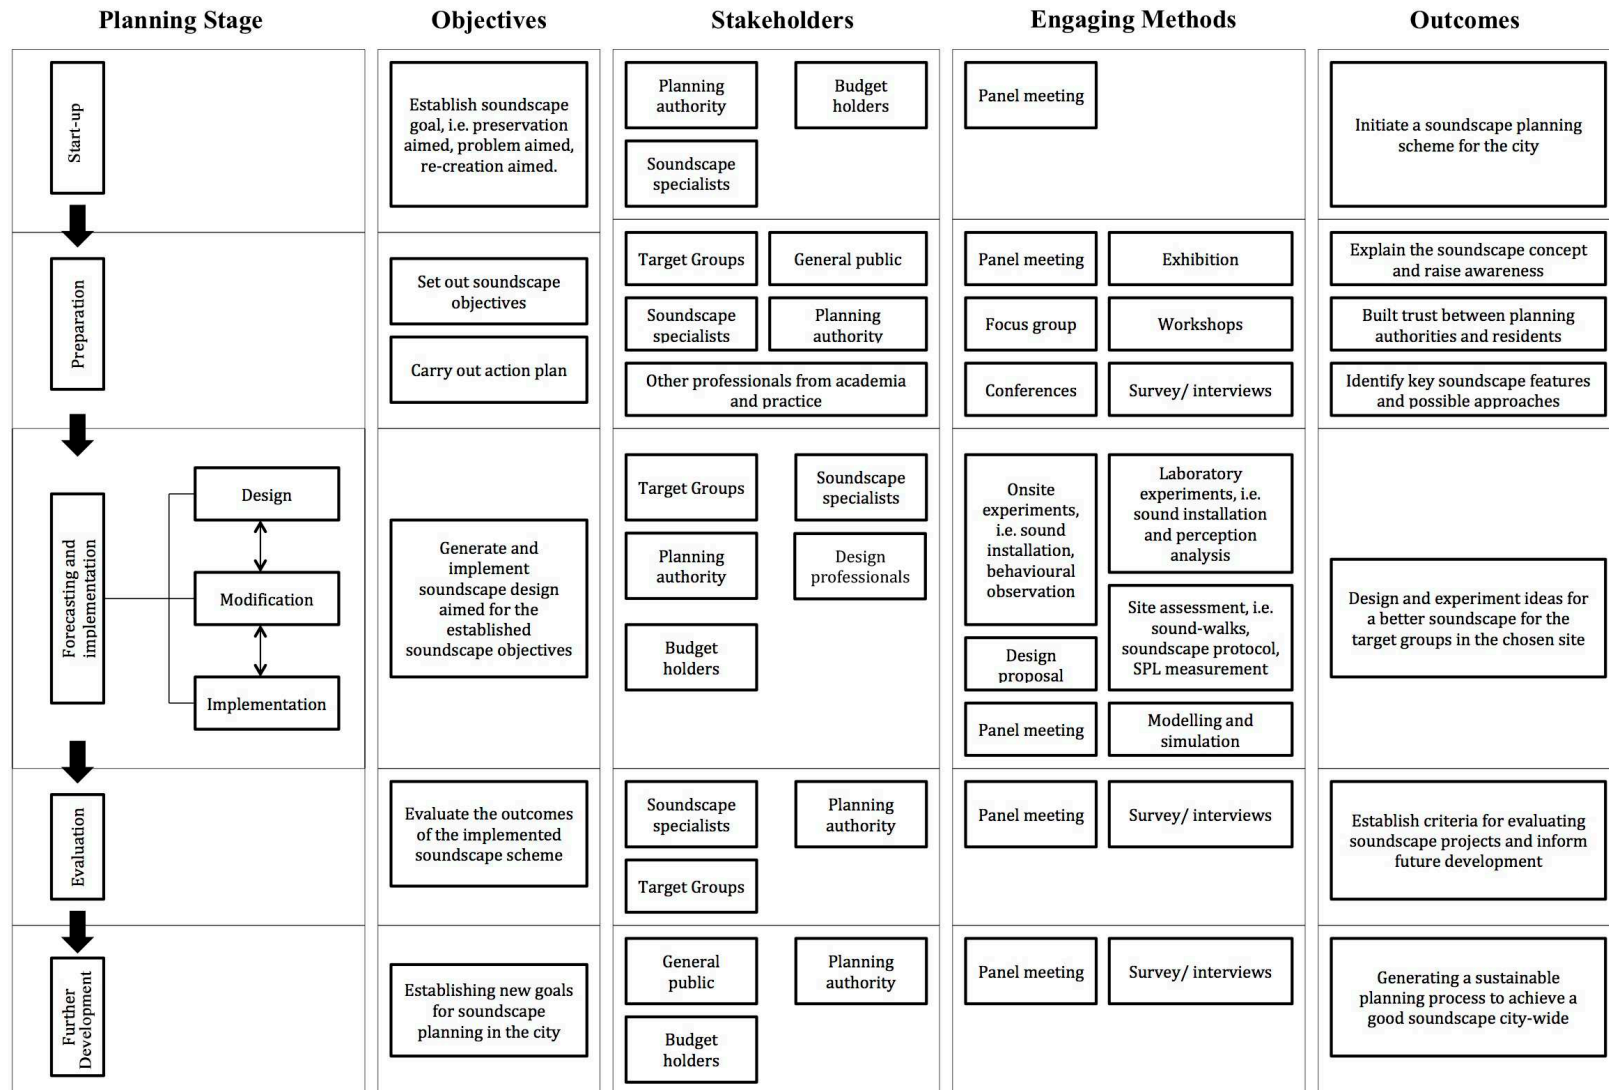 Planning Stage
Objectives
Stakeholders
Engaging Methods
Outcomes
Start-up
Establish soundscape
goal, i.e. preservation
aimed, problem aimed,
re-creation aimed.
Planning
authority
Budget
holders
Soundscape
specialists
Panel meeting
Initiate a soundscape planning
scheme for the city
Preparation
Set out soundscape
objectives
Carry out action plan
Target Groups
General public
Soundscape
specialists
Planning
authority
Other professionals from academia
and practice
Panel meeting
Exhibition
Focus group
Workshops
Conferences
Survey/ interviews
Explain the soundscape concept
and raise awareness
Built trust between planning
authorities and residents
Identify key soundscape features
and possible approaches
Forecasting and
implementation
Design
Modification
Implementation
Generate and
implement
soundscape design
aimed for the
established
soundscape objectives
Target Groups
Soundscape
specialists
Planning
authority
Design
professionals
Budget
holders
Onsite
experiments,
i.e. sound
installation,
behavioural
observation
Laboratory
experiments, i.e.
sound installation
and perception
analysis
Design
proposal
Site assessment, i.e.
sound-walks,
soundscape protocol,
SPL measurement
Panel meeting
Modelling and
simulation
Design and experiment ideas for
a better soundscape for the
target groups in the chosen site
Evaluation
Evaluate the outcomes
of the implemented
soundscape scheme
Soundscape
specialists
Planning
authority
Target Groups
Panel meeting
Survey/ interviews
Establish criteria for evaluating
soundscape projects and inform
future development
Further
Development
Establishing new goals
for soundscape
planning in the city
General
public
Planning
authority
Budget
holders
Panel meeting
Survey/ interviews
Generating a sustainable
planning process to achieve a
good soundscape city-wide